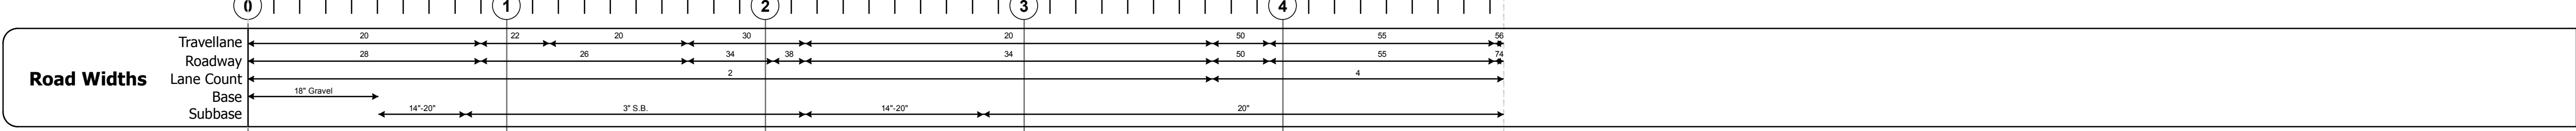 0 1 2 3 4
Road Widths
Travellane 20 22 20 30 20 50 55 56
Roadway 28 26 34 38 34 50 55 74
Lane Count 2 4
Base 18" Gravel
Subbase 14"-20" 3" S.B. 14"-20" 20"